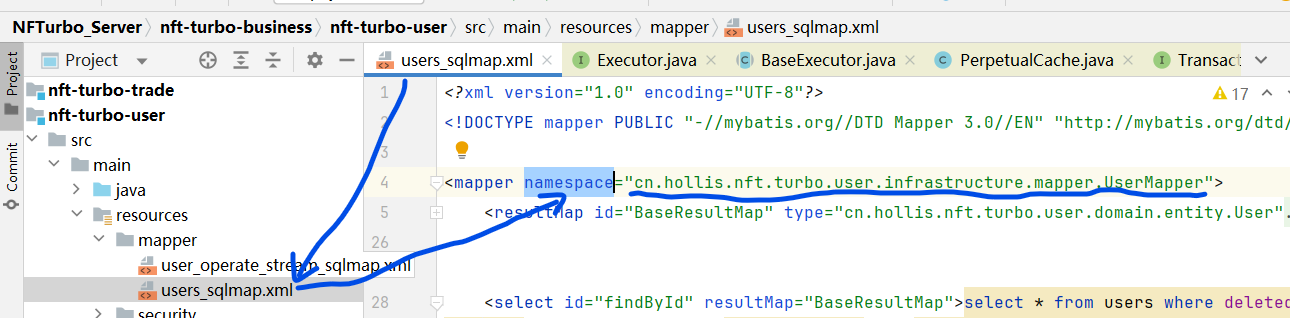 NFTurbo_Server nft-turbo-business nft-turbo-user src main resources mapper users_sqlmap.xml
Project users_sqlmap.xml Executor.java BaseExecutor.java PerpetualCache.java Transact
Project
Commit
nft-turbo-trade
nft-turbo-user
src
main
java
resources
mapper
user_operate_stream_sqlmap.xml
users_sqlmap.xml
security
17
1 <?xml version="1.0" encoding="UTF-8"?>
2 <!DOCTYPE mapper PUBLIC "-//mybatis.org//DTD Mapper 3.0//EN" "http://mybatis.org/dtd/
3
4 <mapper namespace="cn.hollis.nft.turbo.user.infrastructure.mapper.UserMapper">
5 <resultMap id="BaseResultMap" type="cn.hollis.nft.turbo.user.domain.entity.User".
26
28 <select id="findById" resultMap="BaseResultMap">select * from users where deleted